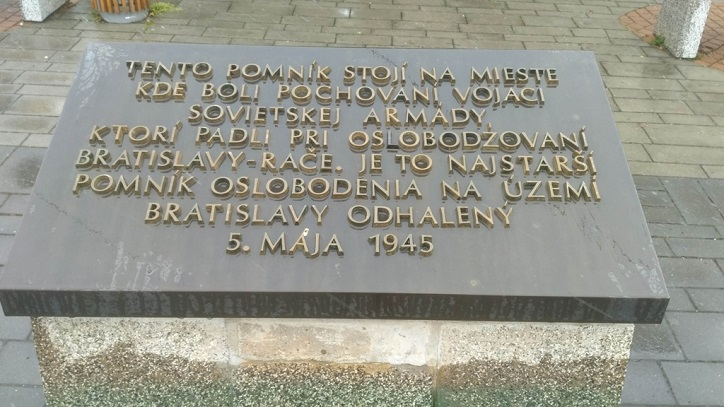 TENTO POMNÍK STOJÍ NA MIESTE
KDE BOLI POCHOVANÍ VOJACI
SOVIETSKEJ ARMÁDY,
KTORÍ PADLI PRI OSLOBODZOVANÍ
BRATISLAVY-RAČE. JE TO NAJSTARŠÍ
POMNÍK OSLOBODENIA NA ÚZEMÍ
BRATISLAVY ODHALENÝ
5. MÁJA 1945